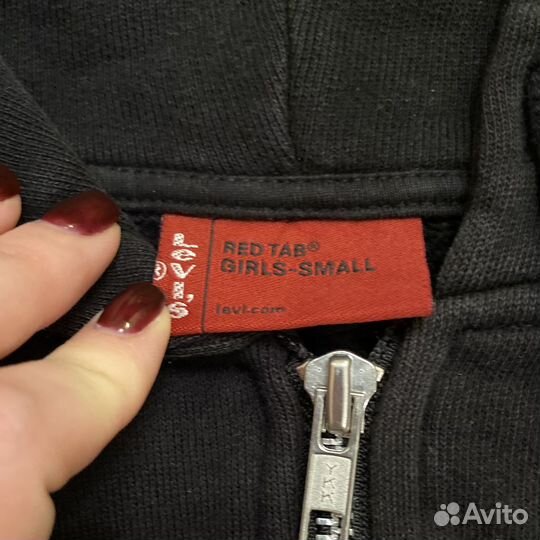 LEVI'S®
RED TAB®
GIRLS-SMALL
levi.com
YKK
Avito